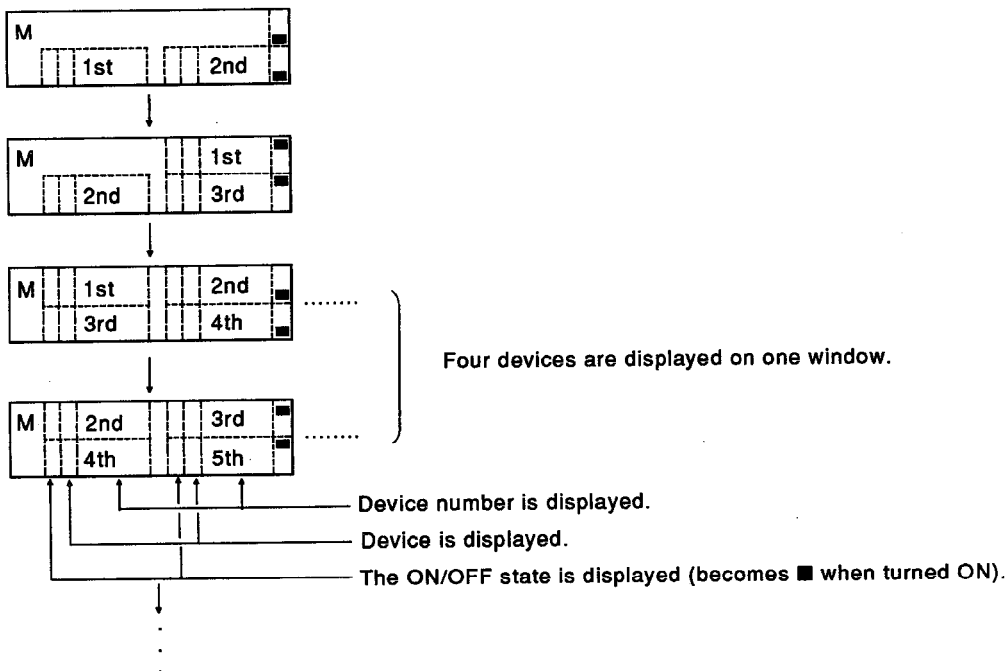 M
1st 2nd
M 1st
2nd 3rd
M 1st 2nd ........
3rd 4th
Four devices are displayed on one window.
M 2nd 3rd
4th 5th ........
Device number is displayed.
Device is displayed.
The ON/OFF state is displayed (becomes ■ when turned ON).